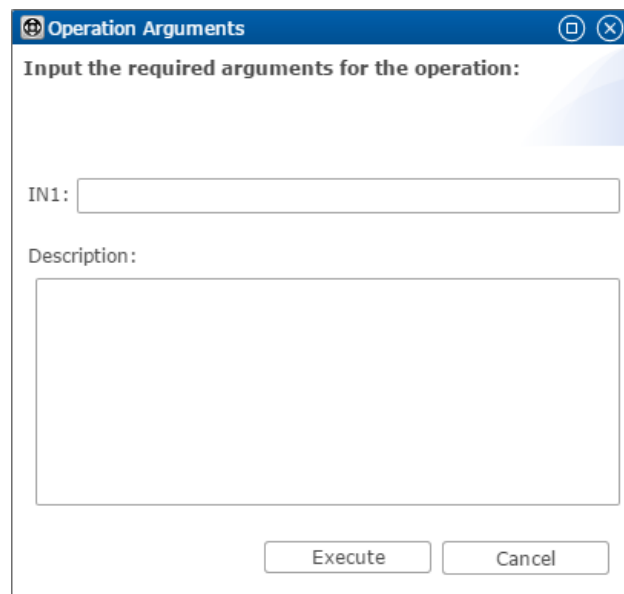 Operation Arguments
Input the required arguments for the operation:
IN1:
Description:
Execute Cancel